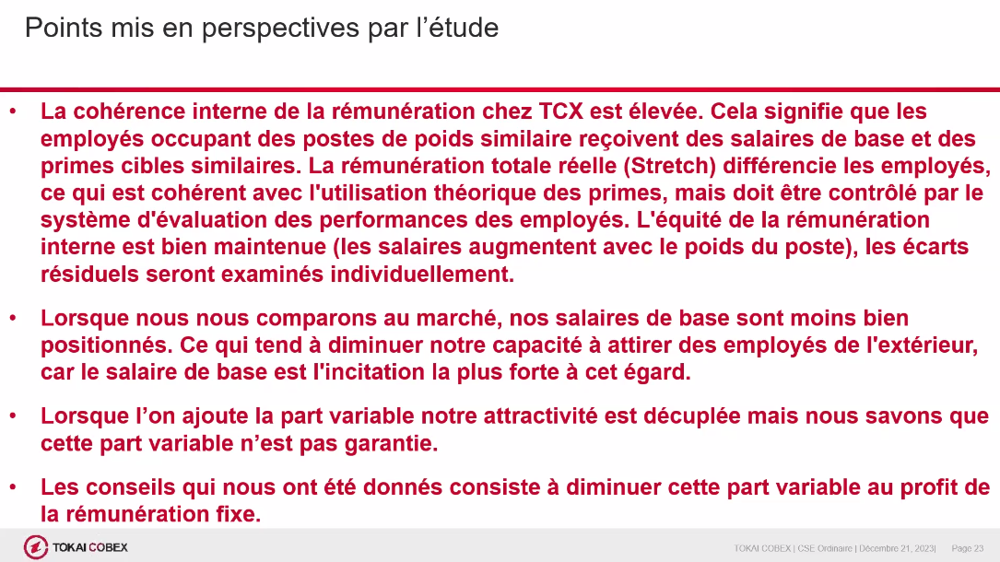 Points mis en perspectives par l’étude
• La cohérence interne de la rémunération chez TCX est élevée. Cela signifie que les
employés occupant des postes de poids similaire reçoivent des salaires de base et des
primes cibles similaires. La rémunération totale réelle (Stretch) différencie les employés,
ce qui est cohérent avec l'utilisation théorique des primes, mais doit être contrôlé par le
système d'évaluation des performances des employés. L'équité de la rémunération
interne est bien maintenue (les salaires augmentent avec le poids du poste), les écarts
résiduels seront examinés individuellement.
• Lorsque nous nous comparons au marché, nos salaires de base sont moins bien
positionnés. Ce qui tend à diminuer notre capacité à attirer des employés de l'extérieur,
car le salaire de base est l'incitation la plus forte à cet égard.
• Lorsque l’on ajoute la part variable notre attractivité est décuplée mais nous savons que
cette part variable n’est pas garantie.
• Les conseils qui nous ont été donnés consiste à diminuer cette part variable au profit de
la rémunération fixe.
TOKAI COBEX
TOKAI COBEX | CSE Ordinaire | Décembre 21, 2023| Page 23